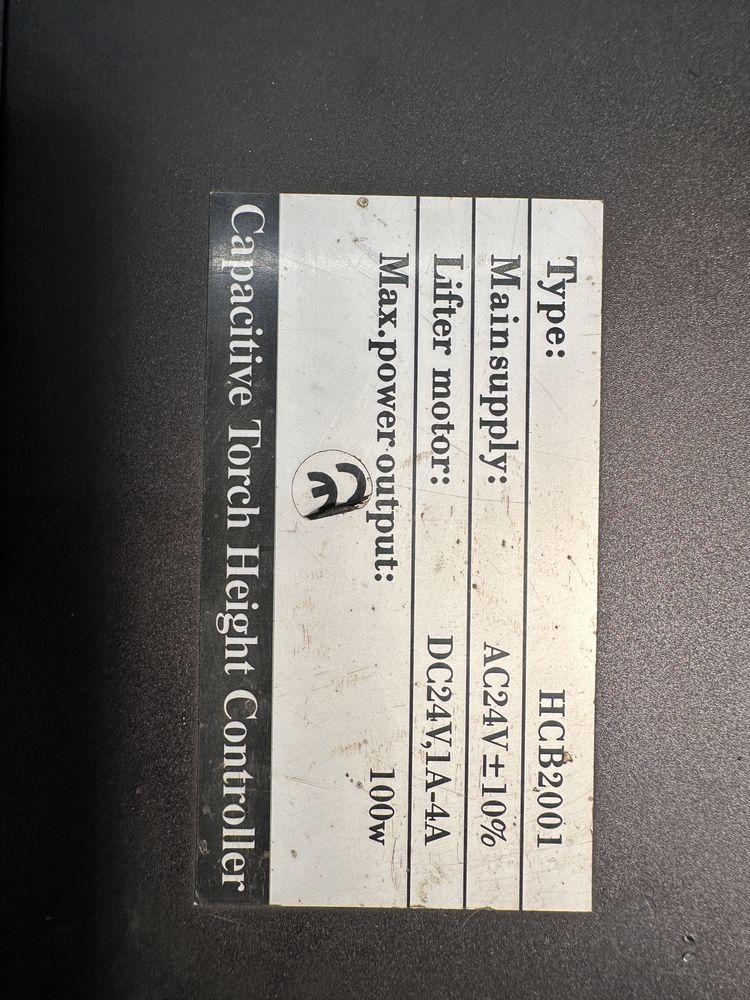 Type: HCB2001
Main supply: AC24V±10%
Lifter motor: DC24V,1A-4A
Max.power output: 100w
CE
Capacitive Torch Height Controller